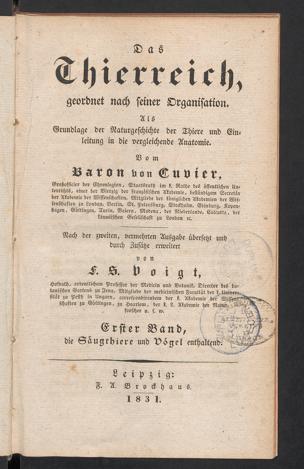 Das
Thierreich,
geordnet nach seiner Organisation.
Als
Grundlage der Naturgeschichte der Thiere und Ein-
leitung in die vergleichende Anatomie.
Vom
Baron von Cuvier,
Großofficier der Ehrenlegion, Staatsrath im k. Rathe des öffentlichen Un-
terrichts, einer der Vierzig der französischen Akademie, beständigem Secretär
der Akademie der Wissenschaften, Mitgliede der königlichen Akademien der Wis-
senschaften zu London, Berlin, St. Petersburg, Stockholm, Edinburg, Kopen-
hagen, Göttingen, Turin, Baiern, Modena, der Niederlande, Calcutta, der
Linnéischen Gesellschaft zu London ec.
Nach der zweiten, vermehrten Ausgabe übersetzt und
durch Zusätze erweitert
von
F. S. Voigt,
Hofrath, ordentlichem Professor der Medicin und Botanik, Director des bo-
tanischen Gartens zu Jena, Mitgliede der medicinischen Facultät der k. Univer-
sität zu Pesth in Ungarn, correspondirendem der k. Akademie der Wissen-
schaften zu Göttingen, zu Haarlem, der k. k. Akademie der Natur-
forscher u. s. w.
Erster Band,
die Säugthiere und Vögel enthaltend.
Leipzig:
F. A. Brockhaus.
1831.